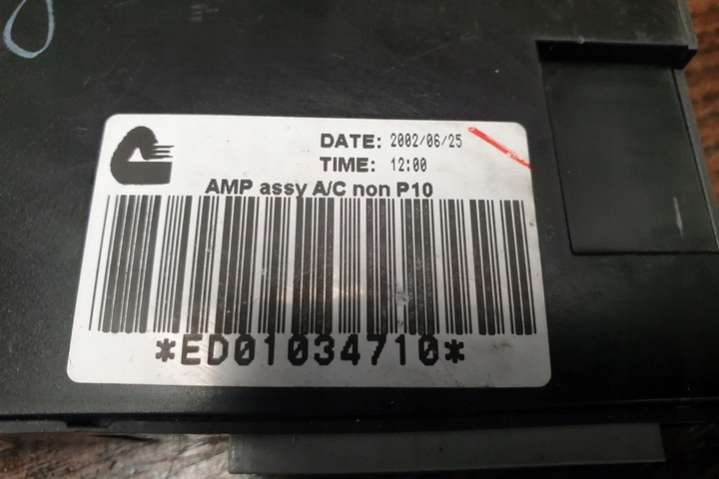 DATE: 2002/06/25
TIME: 12:00
AMP assy A/C non P10
*ED01034710*